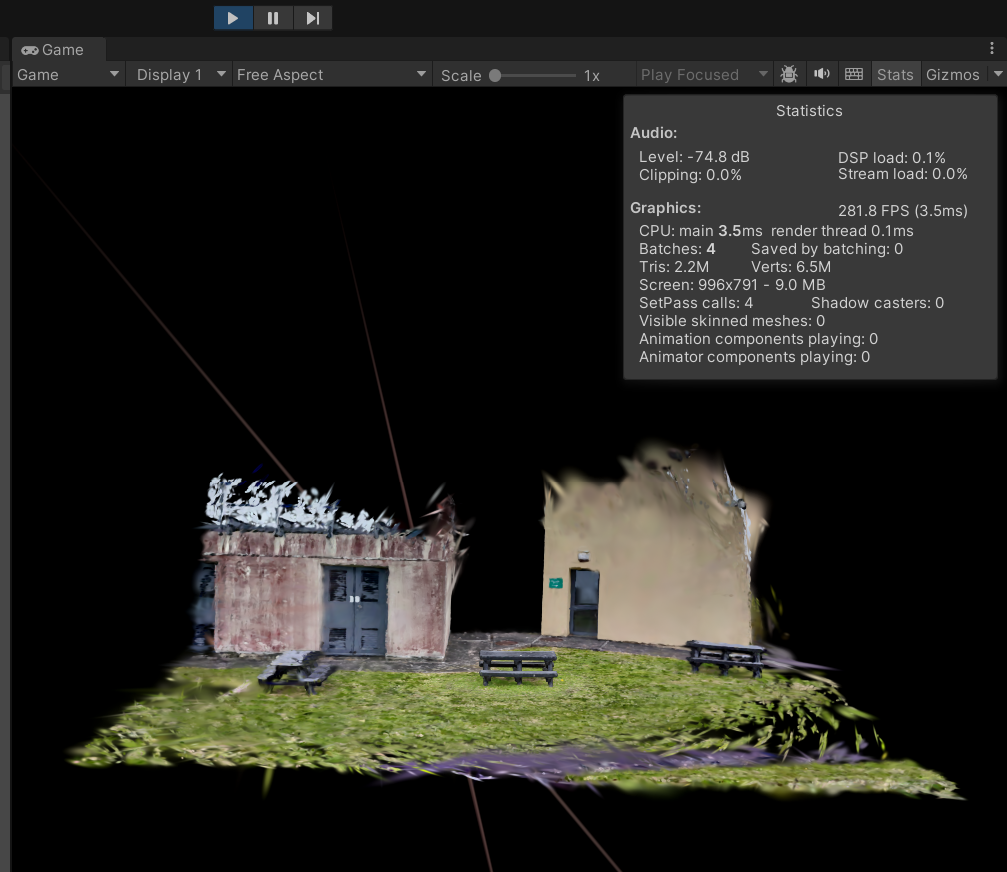 Game
Game Display 1 Free Aspect Scale 1x Play Focused Stats Gizmos
Statistics
Audio:
Level: -74.8 dB DSP load: 0.1%
Clipping: 0.0% Stream load: 0.0%
Graphics: 281.8 FPS (3.5ms)
CPU: main 3.5ms render thread 0.1ms
Batches: 4 Saved by batching: 0
Tris: 2.2M Verts: 6.5M
Screen: 996x791 - 9.0 MB
SetPass calls: 4 Shadow casters: 0
Visible skinned meshes: 0
Animation components playing: 0
Animator components playing: 0